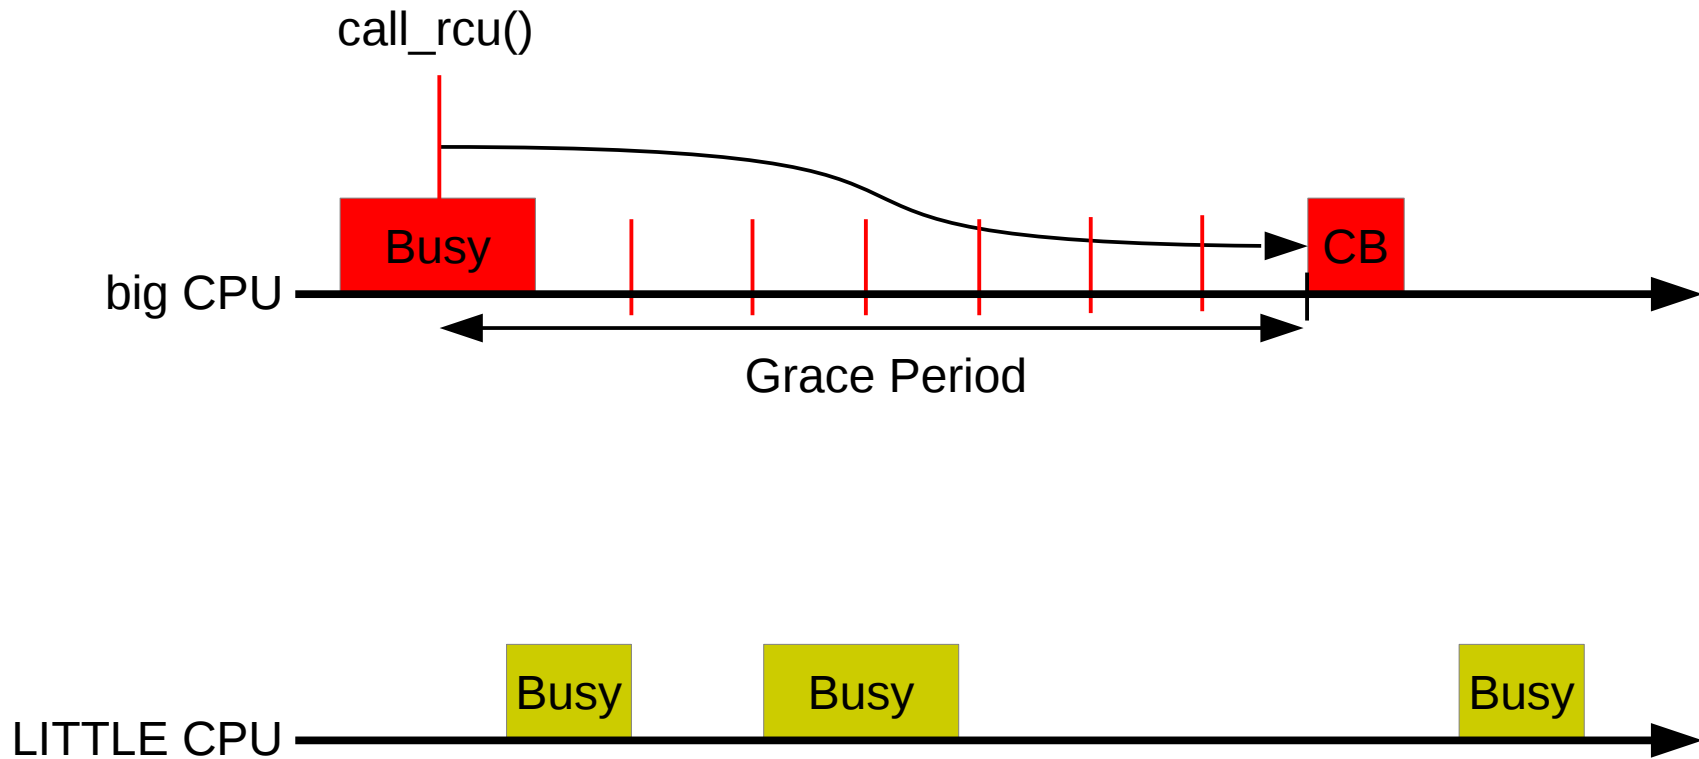 call_rcu()
Busy
CB
big CPU
Grace Period
Busy
Busy
Busy
LITTLE CPU